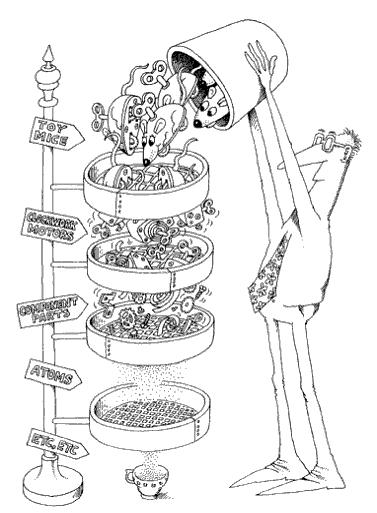 TOY
MICE
CLOCKWORK
MOTORS
COMPONENT
PARTS
ATOMS
ETC, ETC